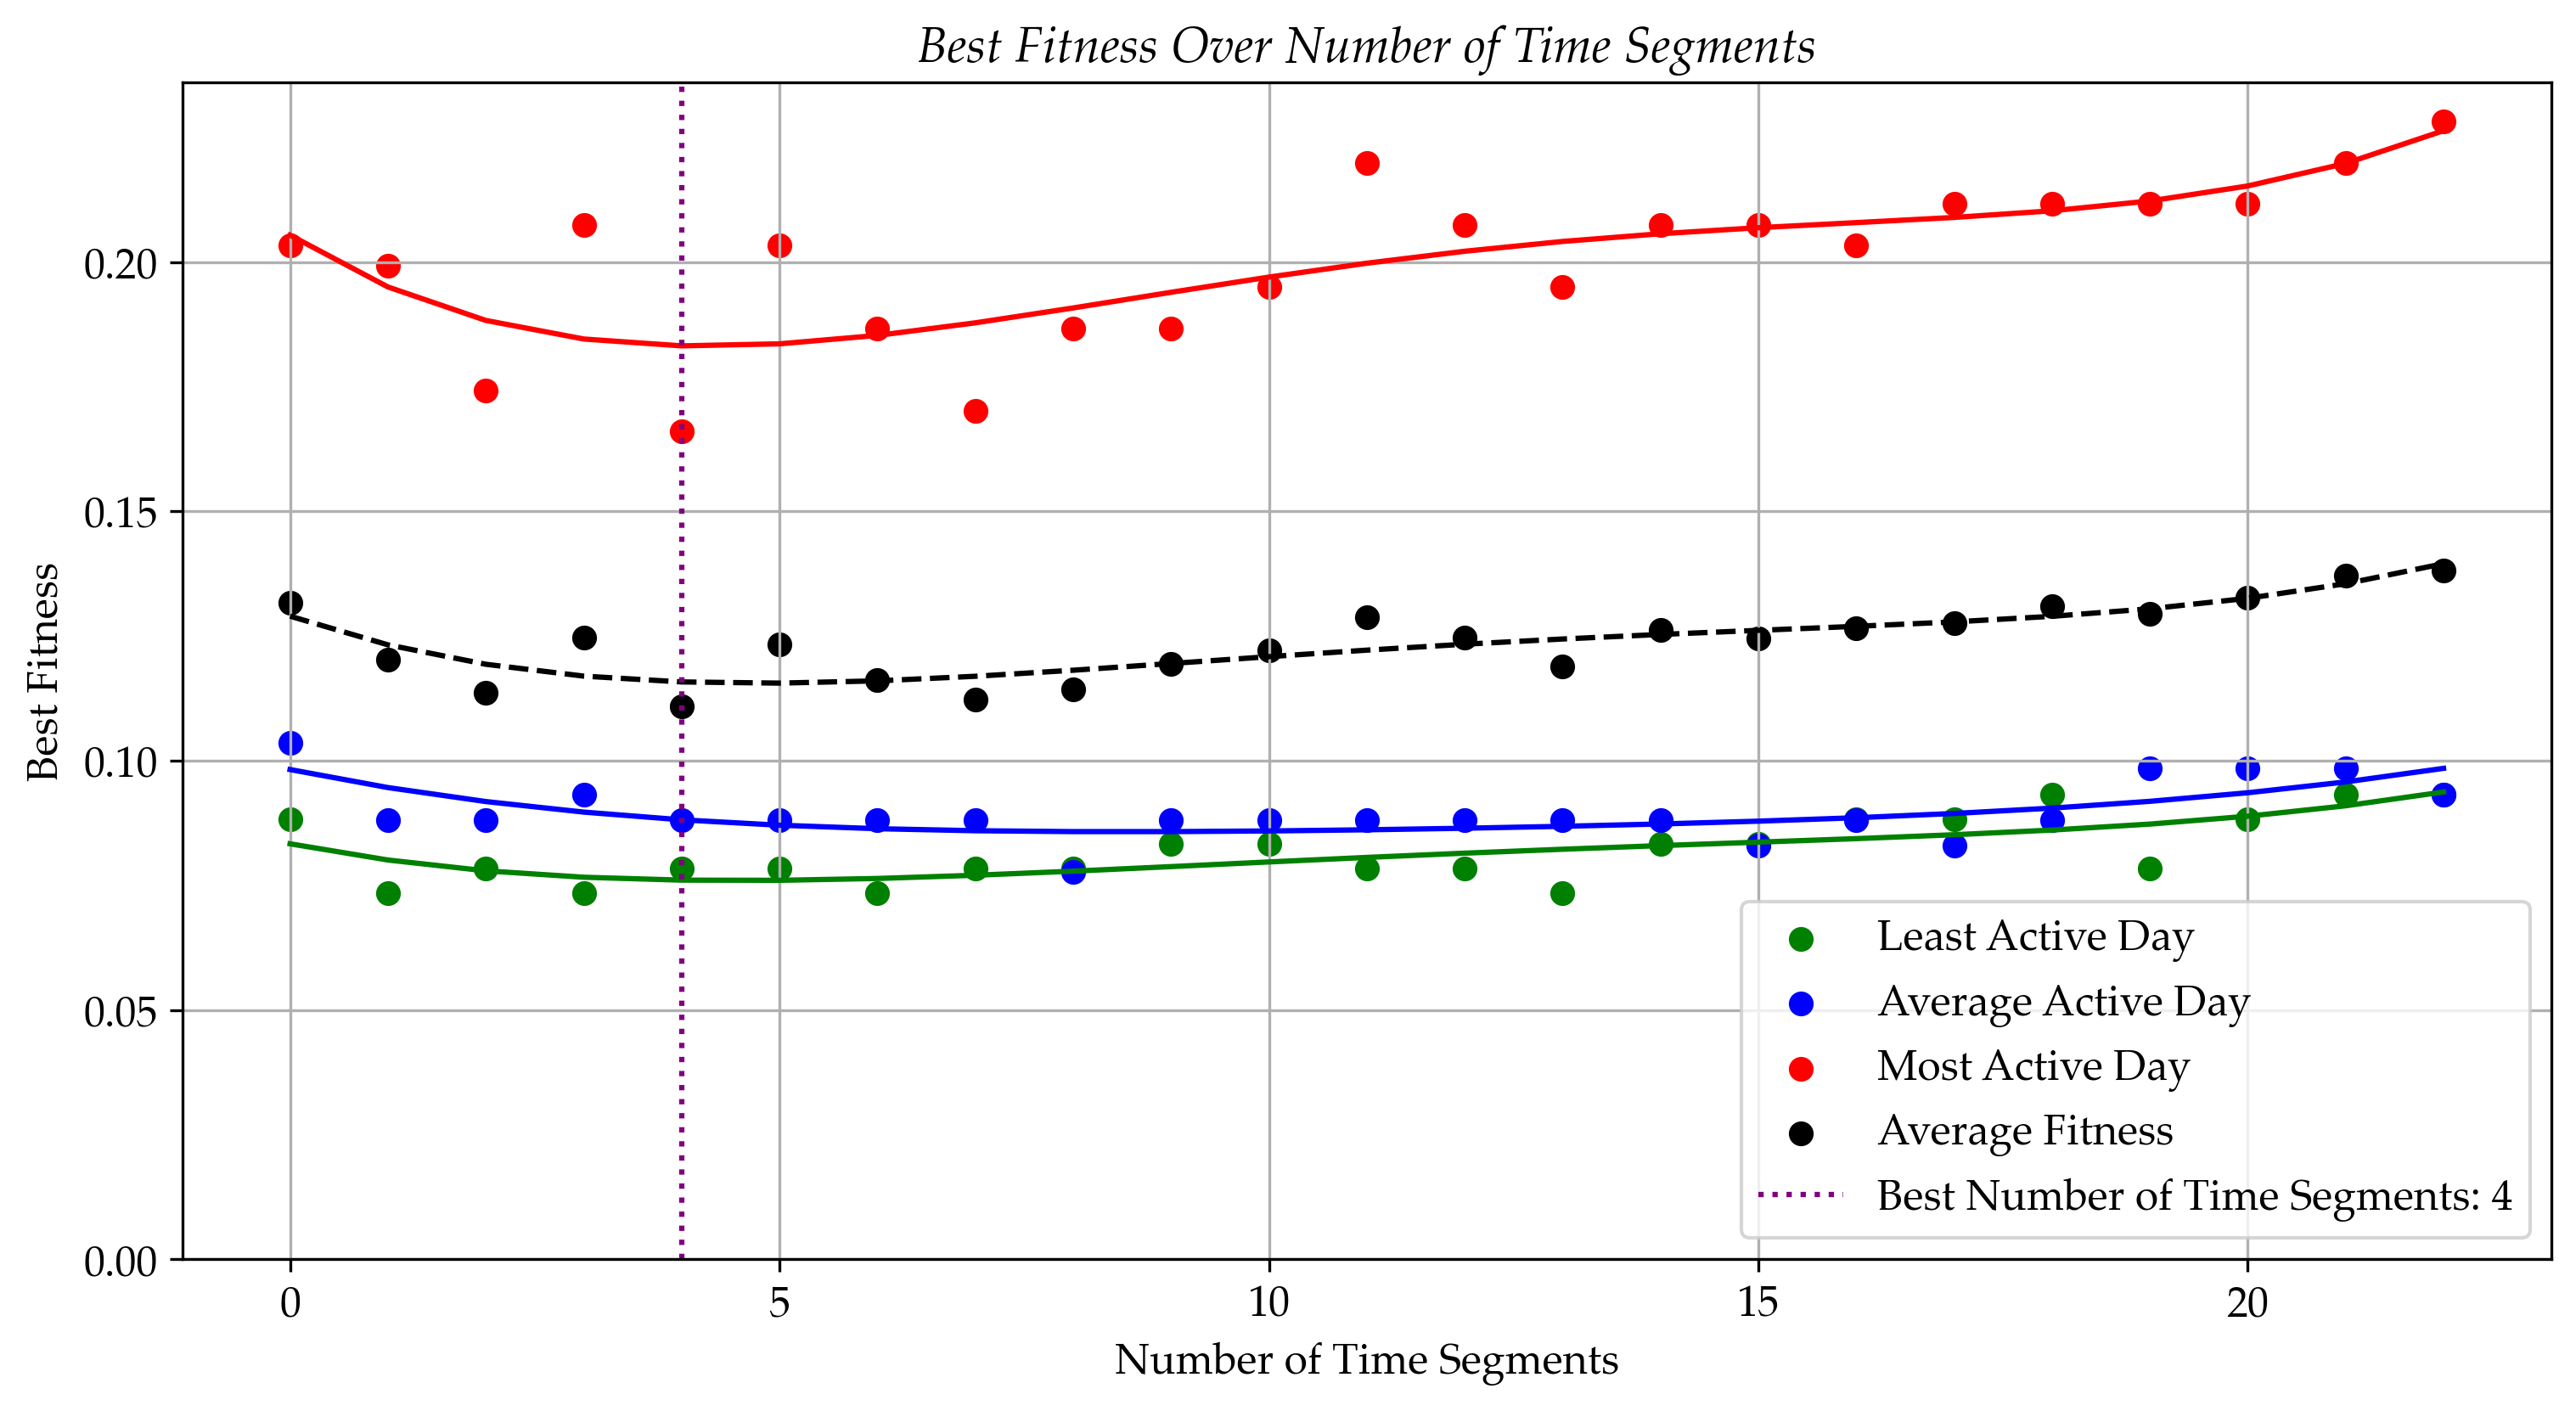 Best Fitness Over Number of Time Segments
Best Fitness
0.20
0.15
0.10
0.05
0.00
0 5 10 15 20
Number of Time Segments
Least Active Day
Average Active Day
Most Active Day
Average Fitness
Best Number of Time Segments: 4